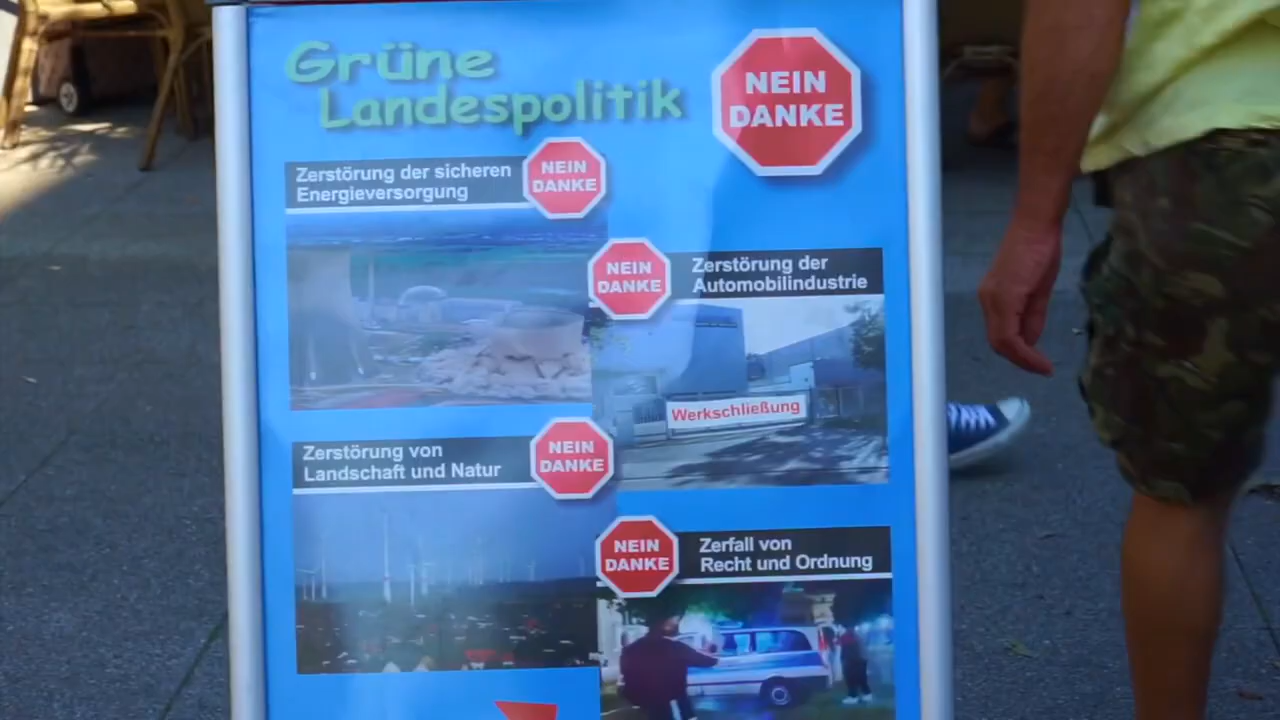 Grüne
Landespolitik
NEIN
DANKE
Zerstörung der sicheren
Energieversorgung
NEIN
DANKE
NEIN
DANKE
Zerstörung der
Automobilindustrie
Werkschließung
Zerstörung von
Landschaft und Natur
NEIN
DANKE
NEIN
DANKE
Zerfall von
Recht und Ordnung